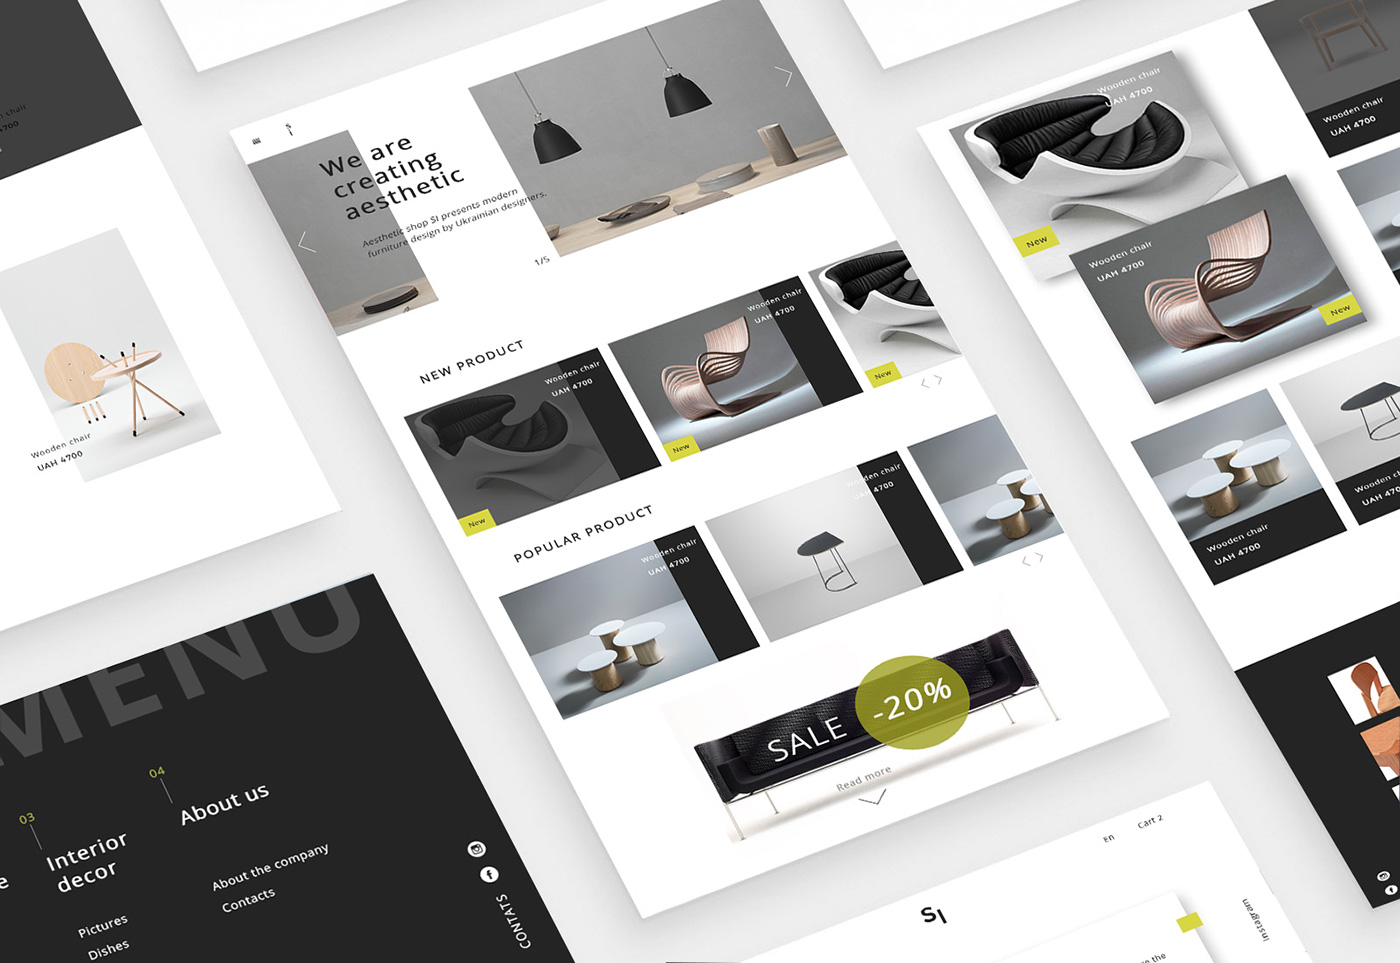 chair
4700
Wooden chair
UAH 4700
MENU
03
Interior
decor
Pictures
Dishes
04
About us
About the company
Contacts
CONTATS
SI
We are
creating
aesthetic
Aesthetic shop SI presents modern
furniture design by Ukrainian designers.
1/5
NEW PRODUCT
Wooden chair
UAH 4700
New
Wooden chair
UAH 4700
New
New
POPULAR PRODUCT
Wooden chair
UAH 4700
Wooden chair
UAH 4700
SALE
-20%
Read more
En
Cart 2
SI
Instagram
the
Wooden chair
UAH 4700
New
Wooden chair
UAH 4700
New
Wooden chair
UAH 4700
Wooden chair
UAH 4700
Wooden chair
UAH 470